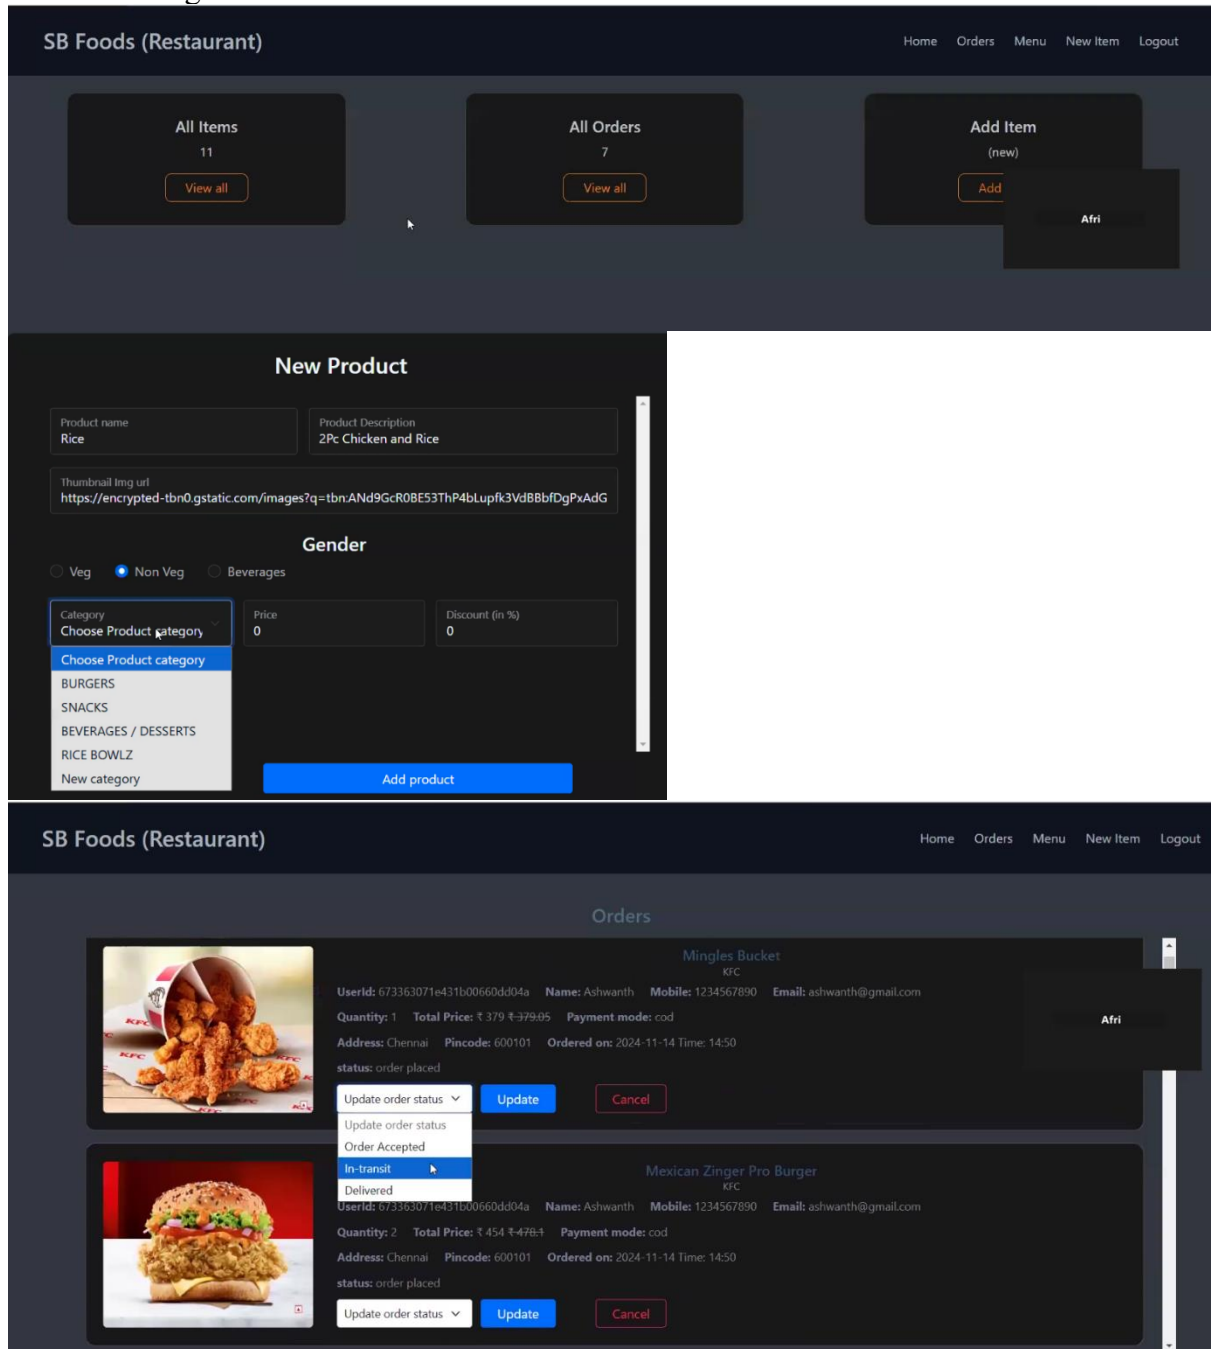 SB Foods (Restaurant)
Home Orders Menu New Item Logout
All Items
11
View all
All Orders
7
View all
Add Item
(new)
Add
Afri
New Product
Product name
Rice
Product Description
2Pc Chicken and Rice
Thumbnail Img url
https://encrypted-tbn0.gstatic.com/images?q=tbn:ANd9GcR0BE53ThP4bLupfk3VdBBbfDgPxAdG
Gender
Veg Non Veg Beverages
Category
Choose Product category
Price
0
Discount (in %)
0
Choose Product category
BURGERS
SNACKS
BEVERAGES / DESSERTS
RICE BOWLZ
New category
Add product
SB Foods (Restaurant)
Home Orders Menu New Item Logout
Orders
Mingles Bucket
KFC
UserId: 673363071e431b00660dd04a Name: Ashwanth Mobile: 1234567890 Email: ashwanth@gmail.com
Quantity: 1 Total Price: ₹ 379 ₹ 379.05 Payment mode: cod
Address: Chennai Pincode: 600101 Ordered on: 2024-11-14 Time: 14:50
status: order placed
Update order status Update Cancel
Update order status
Order Accepted
In-transit
Delivered
Afri
Mexican Zinger Pro Burger
KFC
UserId: 673363071e431b00660dd04a Name: Ashwanth Mobile: 1234567890 Email: ashwanth@gmail.com
Quantity: 2 Total Price: ₹ 454 ₹ 478.1 Payment mode: cod
Address: Chennai Pincode: 600101 Ordered on: 2024-11-14 Time: 14:50
status: order placed
Update order status Update Cancel